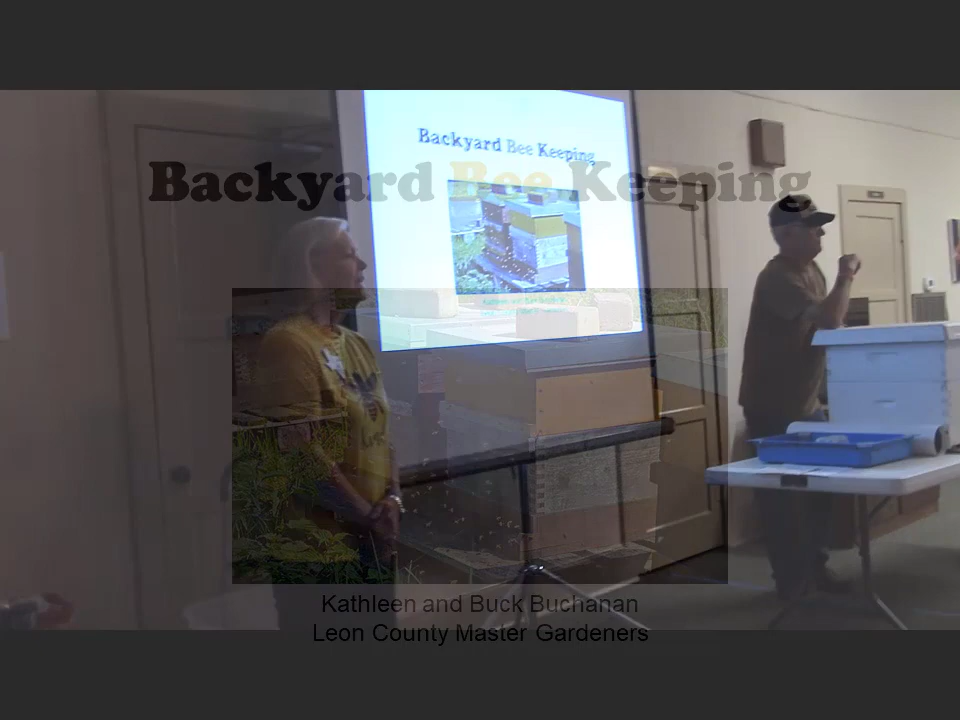 Backyard Bee Keeping
Backyard Bee Keeping
Kathleen and Buck Buchanan
Leon County Master Gardeners